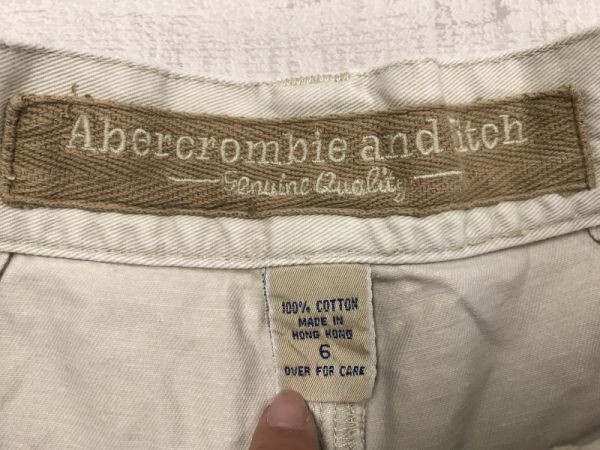 Abercrombie and itch
Genuine Quality
100% COTTON
MADE IN
HONG KONG
6
OVER FOR CARE